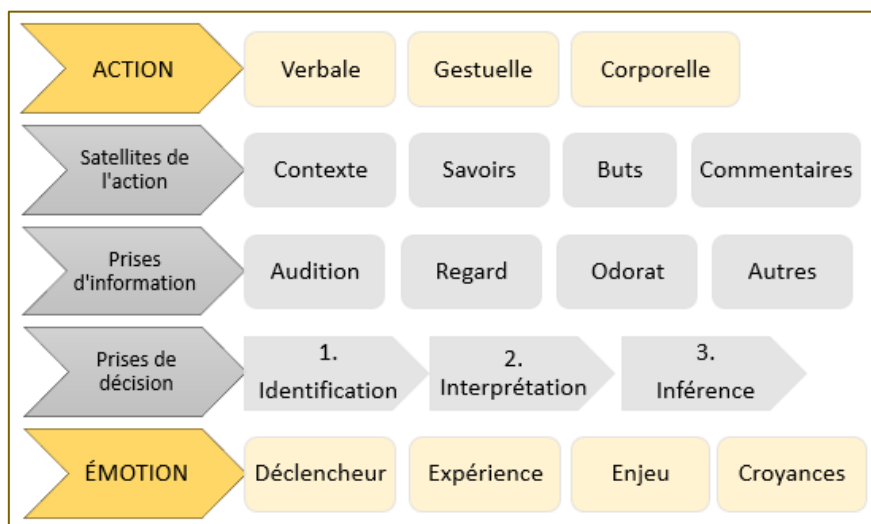 ACTION
Verbale
Gestuelle
Corporelle
Satellites de
l'action
Contexte
Savoirs
Buts
Commentaires
Prises
d'information
Audition
Regard
Odorat
Autres
Prises de
décision
1.
Identification
2.
Interprétation
3.
Inférence
ÉMOTION
Déclencheur
Expérience
Enjeu
Croyances